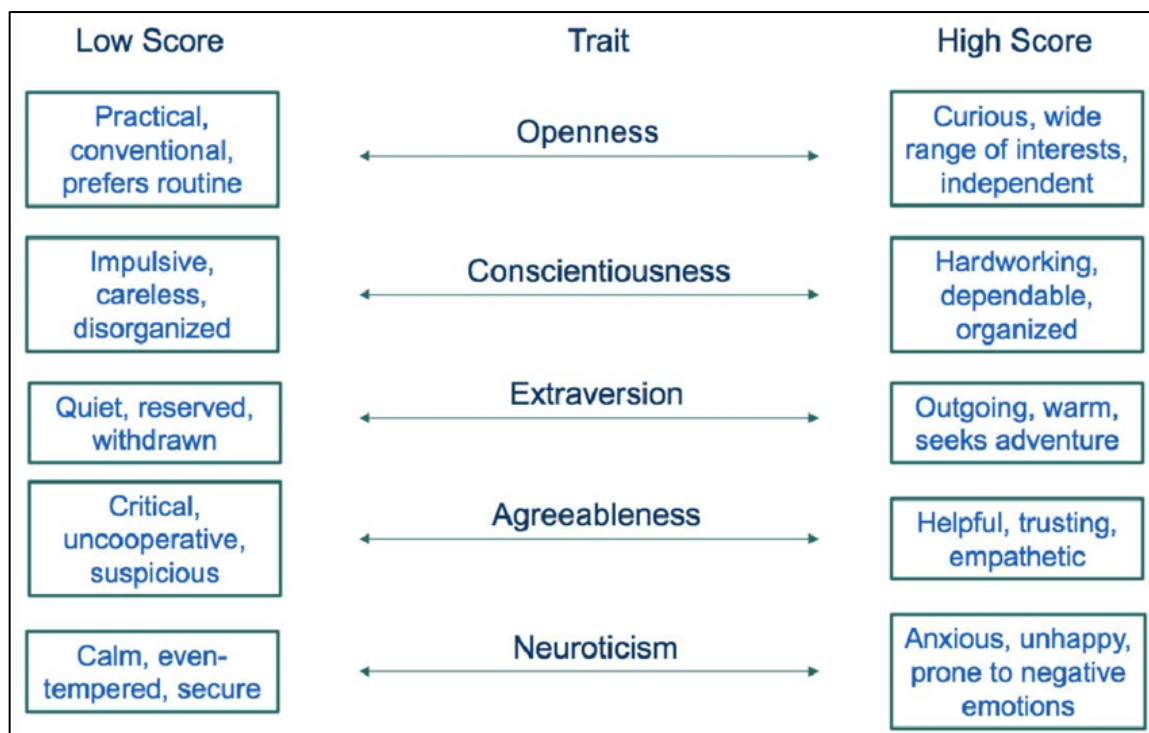 Low Score
Trait
High Score
Practical,
conventional,
prefers routine
Openness
Curious, wide
range of interests,
independent
Impulsive,
careless,
disorganized
Conscientiousness
Hardworking,
dependable,
organized
Quiet, reserved,
withdrawn
Extraversion
Outgoing, warm,
seeks adventure
Critical,
uncooperative,
suspicious
Agreeableness
Helpful, trusting,
empathetic
Calm, even-
tempered, secure
Neuroticism
Anxious, unhappy,
prone to negative
emotions